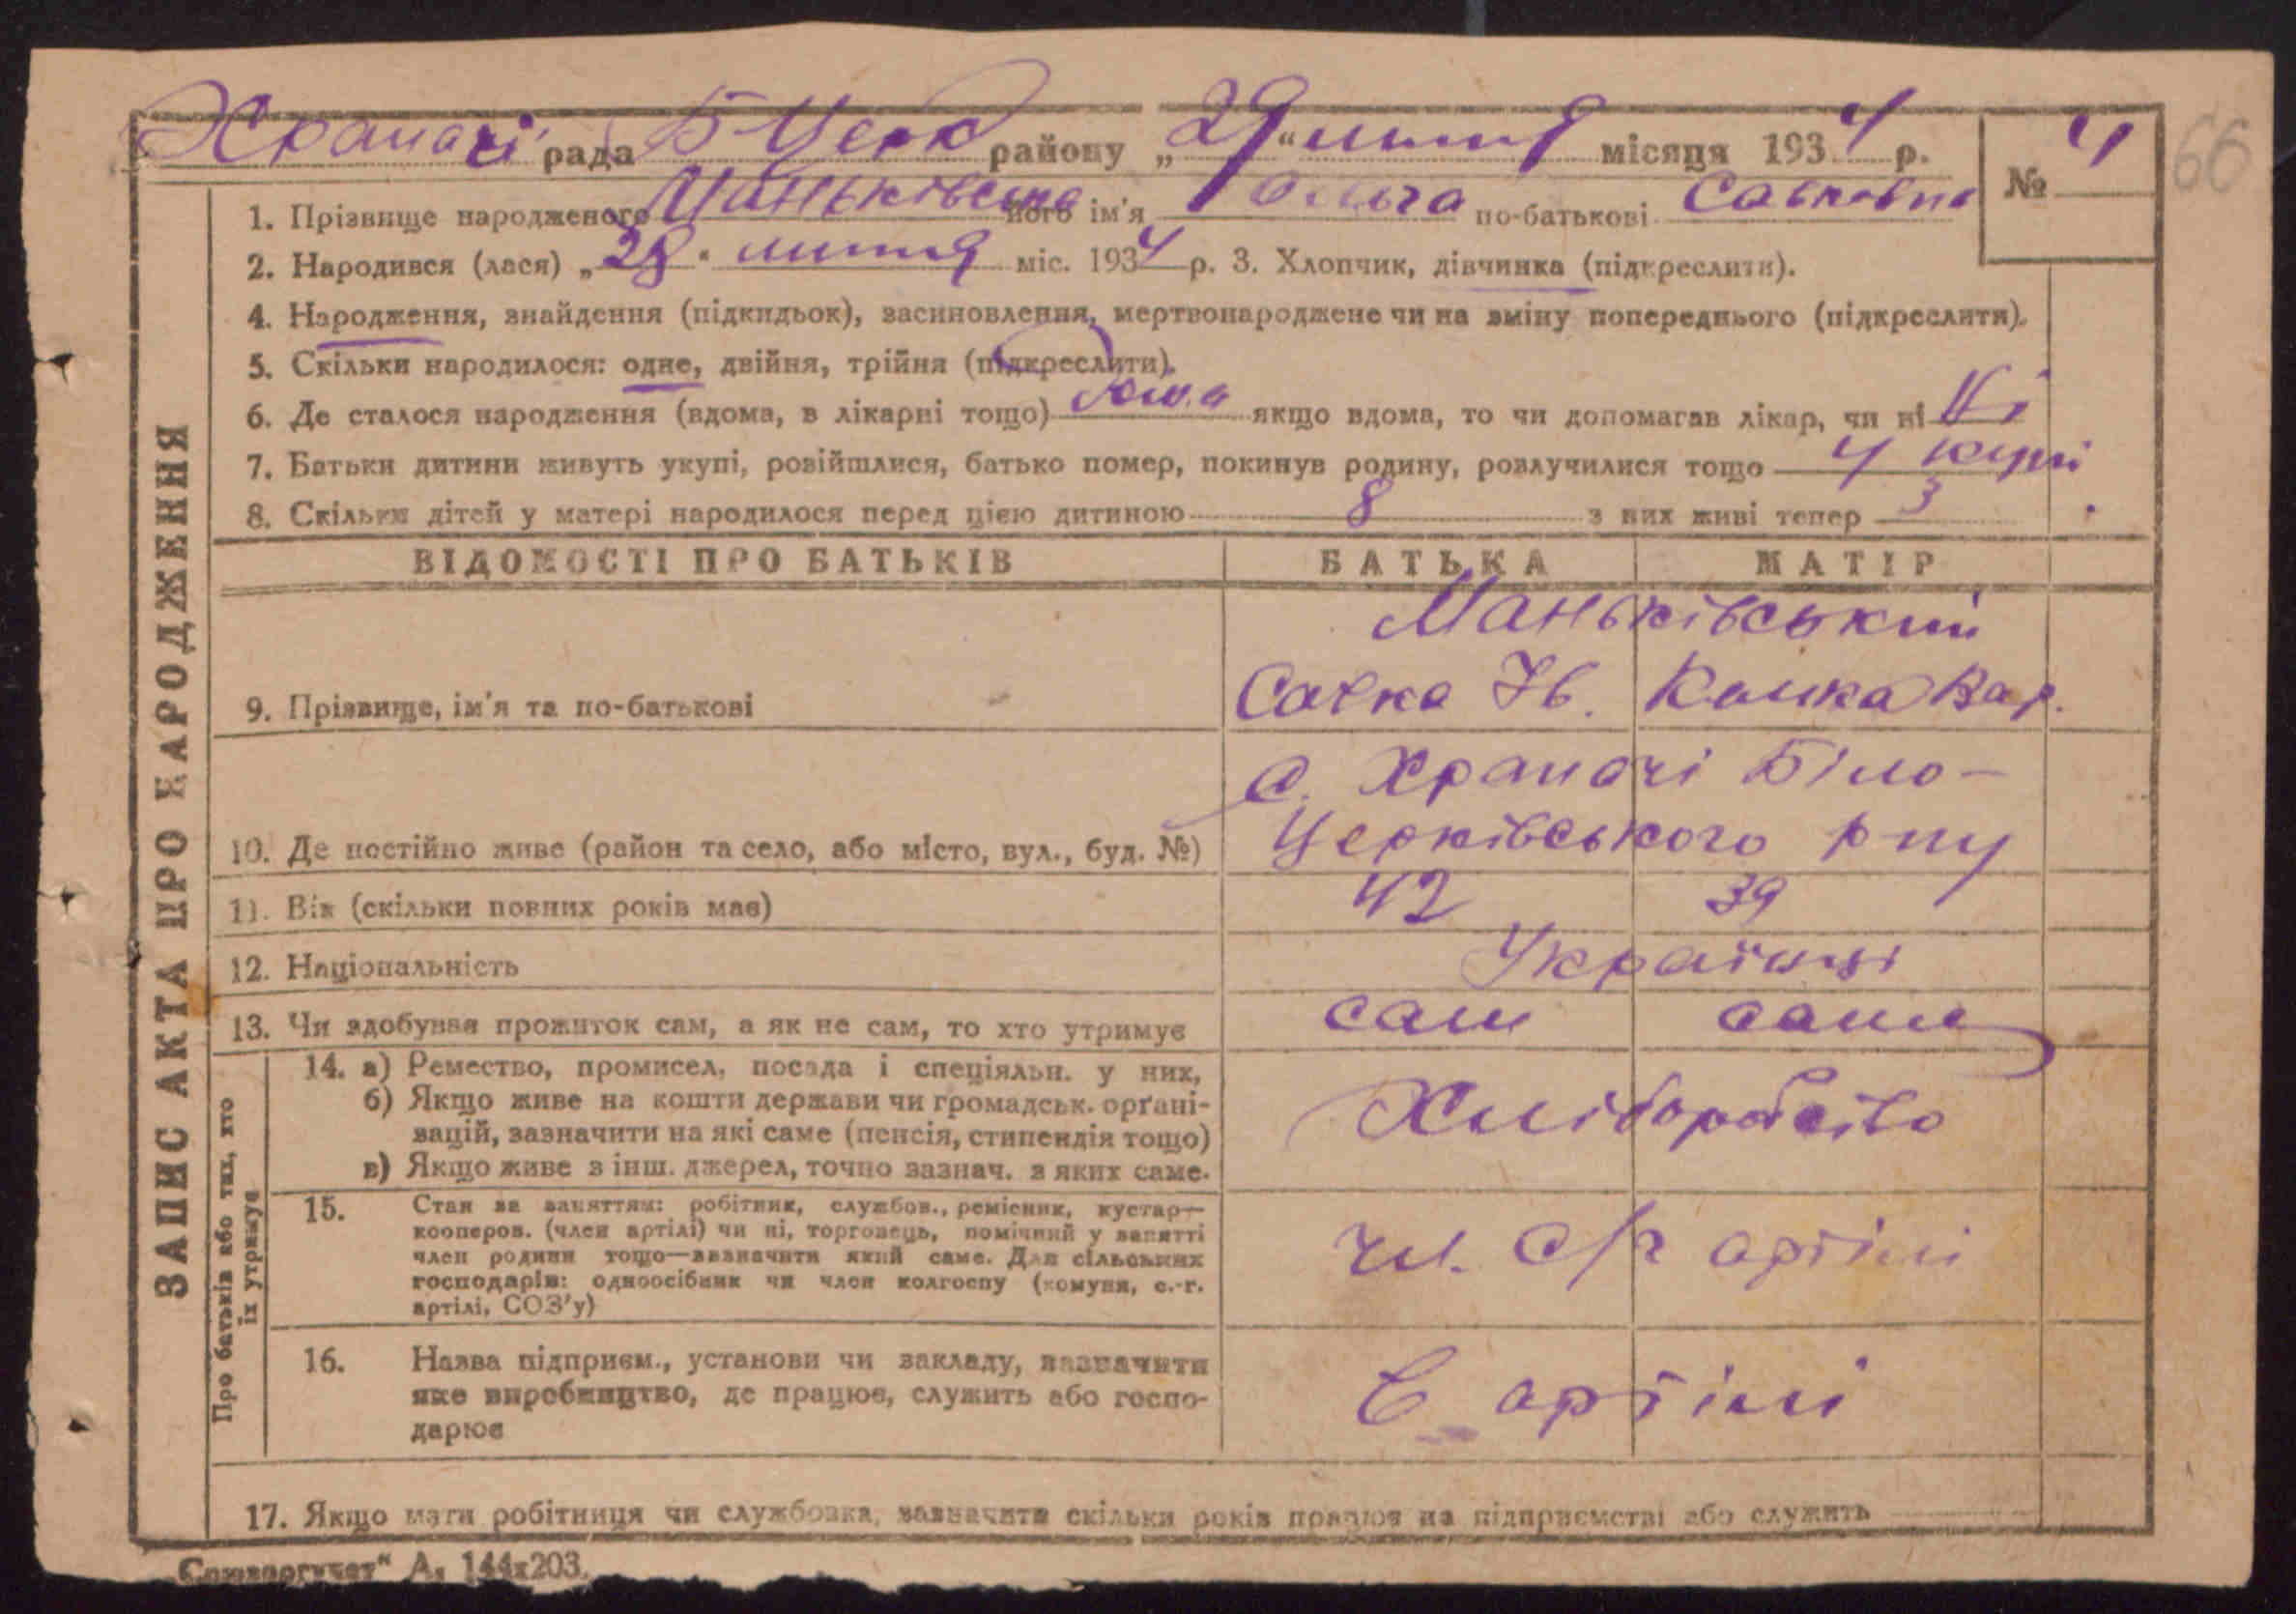 Храпачі рада Б Церк району „29“ липня місяця 1934 р.
№ 4
66
1. Прізвище народженого Маньківська його ім'я Ольга по-батькові Савковна
2. Народився (лася) „28“ липня міс. 1934 р. 3. Хлопчик, дівчинка (підкреслити).
4. Народження, знайдення (підкидьок), засиновлення, мертвонароджене чи на зміну попереднього (підкреслити).
5. Скільки народилося: одне, двійня, трійня (підкреслити).
6. Де сталося народження (вдома, в лікарні тощо) дома якщо вдома, то чи допомагав лікар, чи ні Ні
7. Батьки дитини живуть укупі, розійшлися, батько помер, покинув родину, розлучилися тощо У купі
8. Скільки дітей у матері народилося перед цією дитиною 8 з них живі тепер 3
ВІДОМОСТІ ПРО БАТЬКІВ БАТЬКА МАТІР
Маньківський
9. Прізвище, ім'я та по-батькові Савка Ів. Вар.
с. Храпачі Біло-
10. Де постійно живе (район та село, або місто, вул., буд. №) Церківського р-ну
11. Вік (скільки повних років має) 42 39
12. Національність Українці
13. Чи здобував прожиток сам, а як не сам, то хто утримує сам сама
14. а) Ремество, промисел, посада і спеціяльн. у них,
б) Якщо живе на кошти держави чи громадськ. орґані-
зацій, зазначити на які саме (пенсія, стипендія тощо)
в) Якщо живе з інш. джерел, точно зазнач. з яких саме.
Хліборобство
15. Стан за заняттям: робітник, службов., ремісник, кустар—
кооперов. (член артілі) чи ні, торговець, помічний у занятті
член родини тощо—зазначити який саме. Для сільських
господарів: одноосібник чи член колгоспу (комуни, с.-г.
артілі, СОЗ'у)
чл. с/г артілі
16. Назва підприєм., установи чи закладу, зазначити
яке виробництво, де працює, служить або госпо-
дарює
В артілі
17. Якщо мати робітниця чи службовка, зазначити скільки років працює на підприємстві або служить
ЗАПИС АКТА ПРО НАРОДЖЕННЯ
Про батьків або тих, хто
їх утримує
„Союзоргучет“ А₅ 144х203.